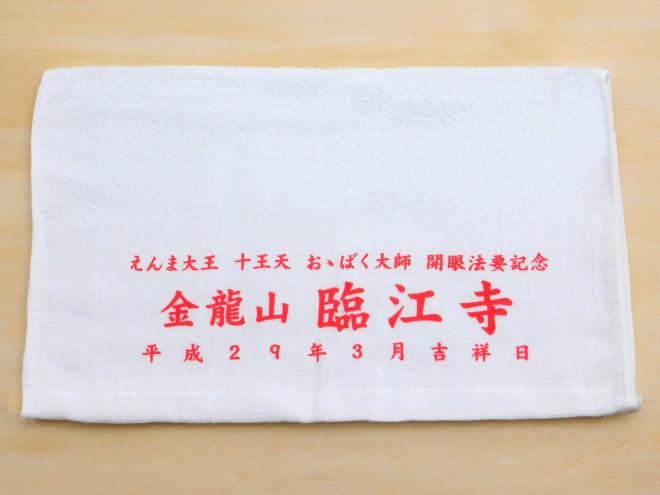 えんま大王 十王天 おゝばく大師 開眼法要記念
金龍山 臨江寺
平成29年3月吉祥日